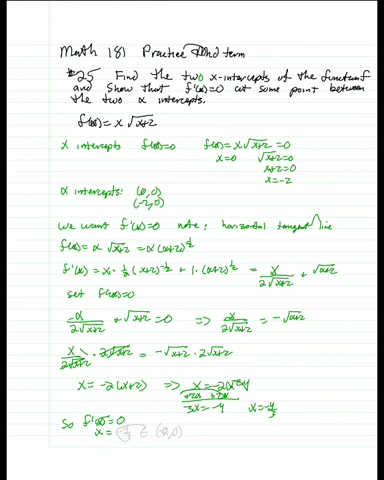 Math 181 Practice Mid term
#25 Find the two x-intercepts of the function f
and show that f'(x)=0 at some point between
the two x intercepts.
f(x) = x √x+2
x intercepts f(x)=0 f(x) = x √x+2 = 0
x=0 √x+2 = 0
x+2=0
x=-2
x intercepts: (0,0)
(-2,0)
we want f'(x)=0 note: horizontal tangent line
f(x) = x √x+2 = x (x+2)^1/2
f'(x) = x · 1/2 (x+2)^-1/2 + 1 · (x+2)^1/2 = x / 2√x+2 + √x+2
set f'(x)=0
x / 2√x+2 + √x+2 = 0 => x / 2√x+2 = -√x+2
x / 2√x+2 · 2√x+2 = -√x+2 · 2√x+2
x = -2(x+2) => x = -2x-4
+2x +2x
3x = -4 x = -4/3
So f'(x) = 0
x = -4/3 ∈ (-2,0)